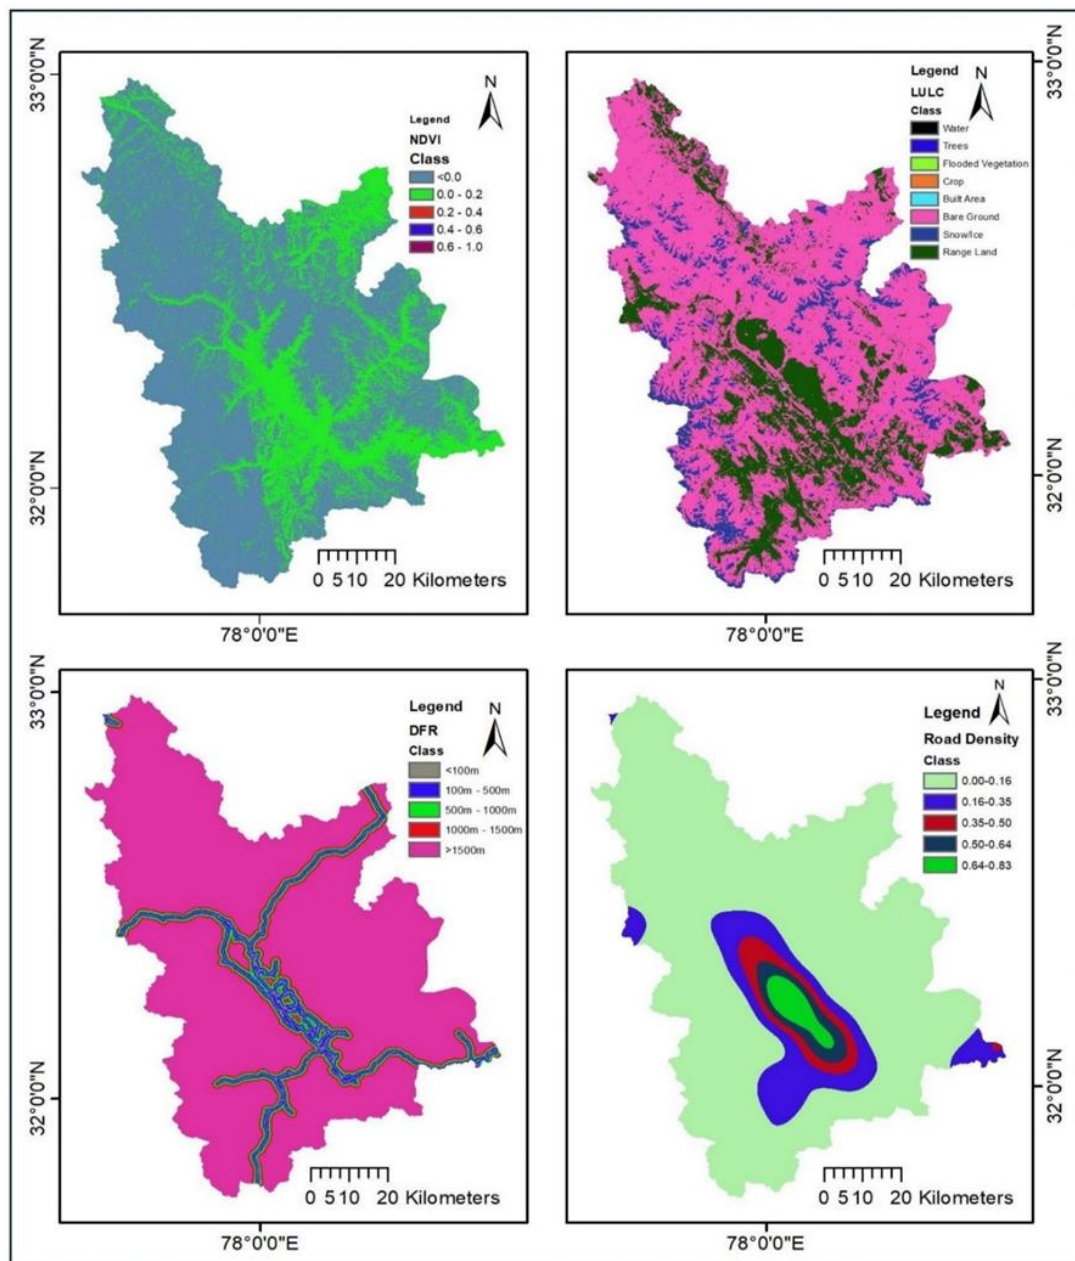 33°0'0"N
32°0'0"N
N
Legend
NDVI
Class
<0.0
0.0 - 0.2
0.2 - 0.4
0.4 - 0.6
0.6 - 1.0
0 5 10 20 Kilometers
78°0'0"E
Legend
N
LULC
Class
Water
Trees
Flooded Vegetation
Crop
Built Area
Bare Ground
Snow/Ice
Range Land
0 5 10 20 Kilometers
78°0'0"E
33°0'0"N
32°0'0"N
33°0'0"N
32°0'0"N
Legend
N
DFR
Class
<100m
100m - 500m
500m - 1000m
1000m - 1500m
>1500m
0 5 10 20 Kilometers
78°0'0"E
N
Legend
Road Density
Class
0.00-0.16
0.16-0.35
0.35-0.50
0.50-0.64
0.64-0.83
0 5 10 20 Kilometers
78°0'0"E
33°0'0"N
32°0'0"N